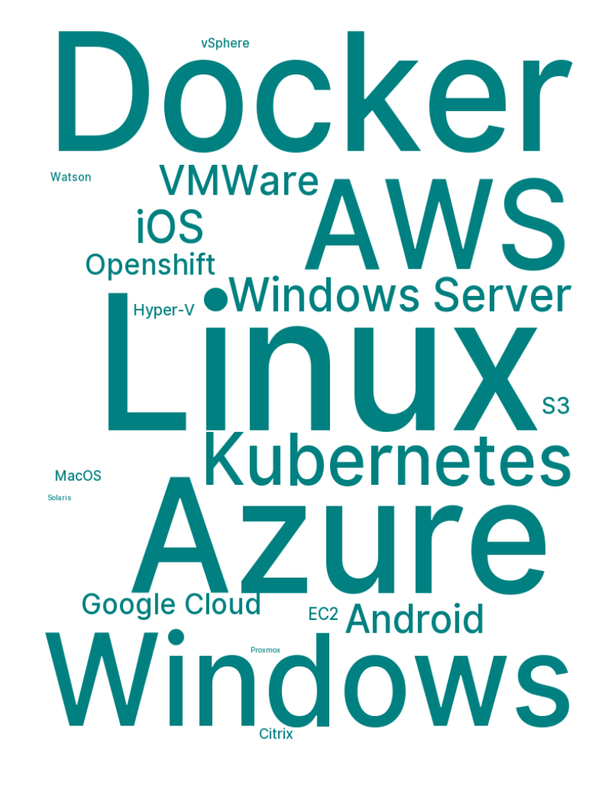 vSphere
Docker
Watson
VMWare
AWS
iOS
Openshift
Windows Server
Hyper-V
Linux
S3
Kubernetes
MacOS
Solaris
Azure
Google Cloud
EC2
Android
Proxmox
Windows
Citrix